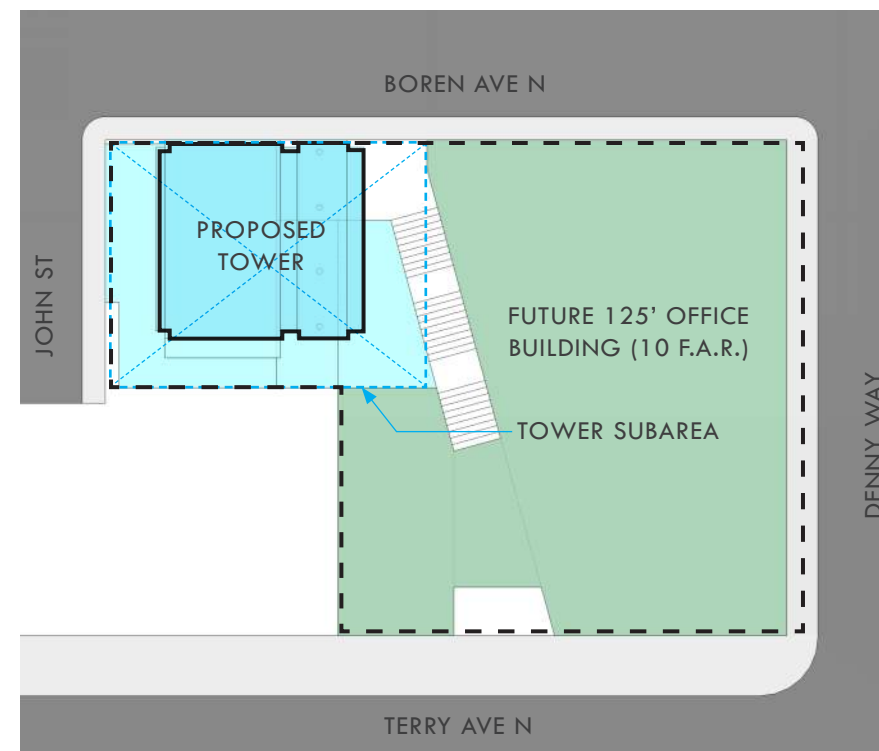 BOREN AVE N
JOHN ST
PROPOSED
TOWER
FUTURE 125’ OFFICE
BUILDING (10 F.A.R.)
TOWER SUBAREA
DENNY WAY
TERRY AVE N